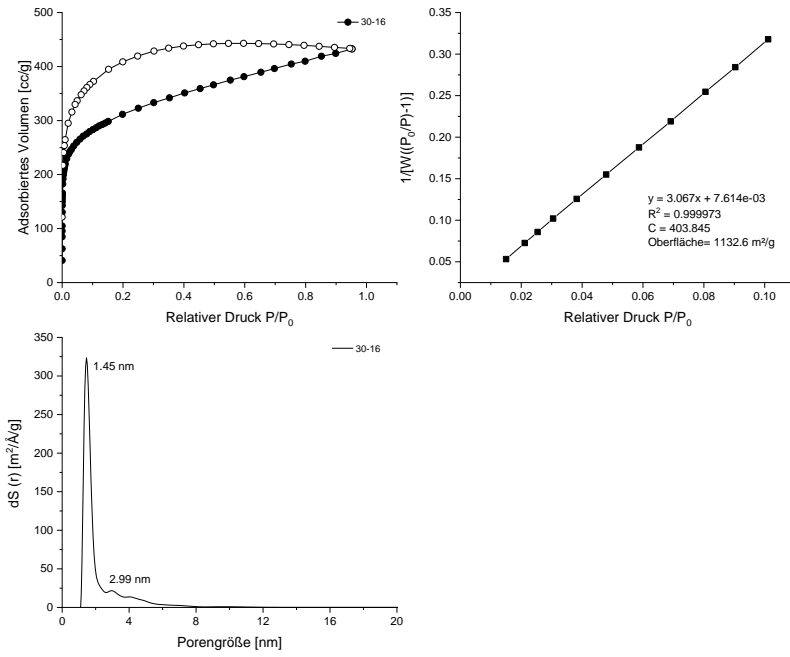 30-16
500
400
300
200
100
0
0.0 0.2 0.4 0.6 0.8 1.0
Adsorbiertes Volumen [cc/g]
Relativer Druck P/P₀
0.35
0.30
0.25
0.20
0.15
0.10
0.05
0.00 0.02 0.04 0.06 0.08 0.10
1/[W((P₀/P)-1)]
y = 3.067x + 7.614e-03
R² = 0.999973
C = 403.845
Oberfläche= 1132.6 m²/g
Relativer Druck P/P₀
30-16
350
300
250
200
150
100
50
0
0 4 8 12 16 20
1.45 nm
2.99 nm
dS (r) [m²/Å/g]
Porengröße [nm]